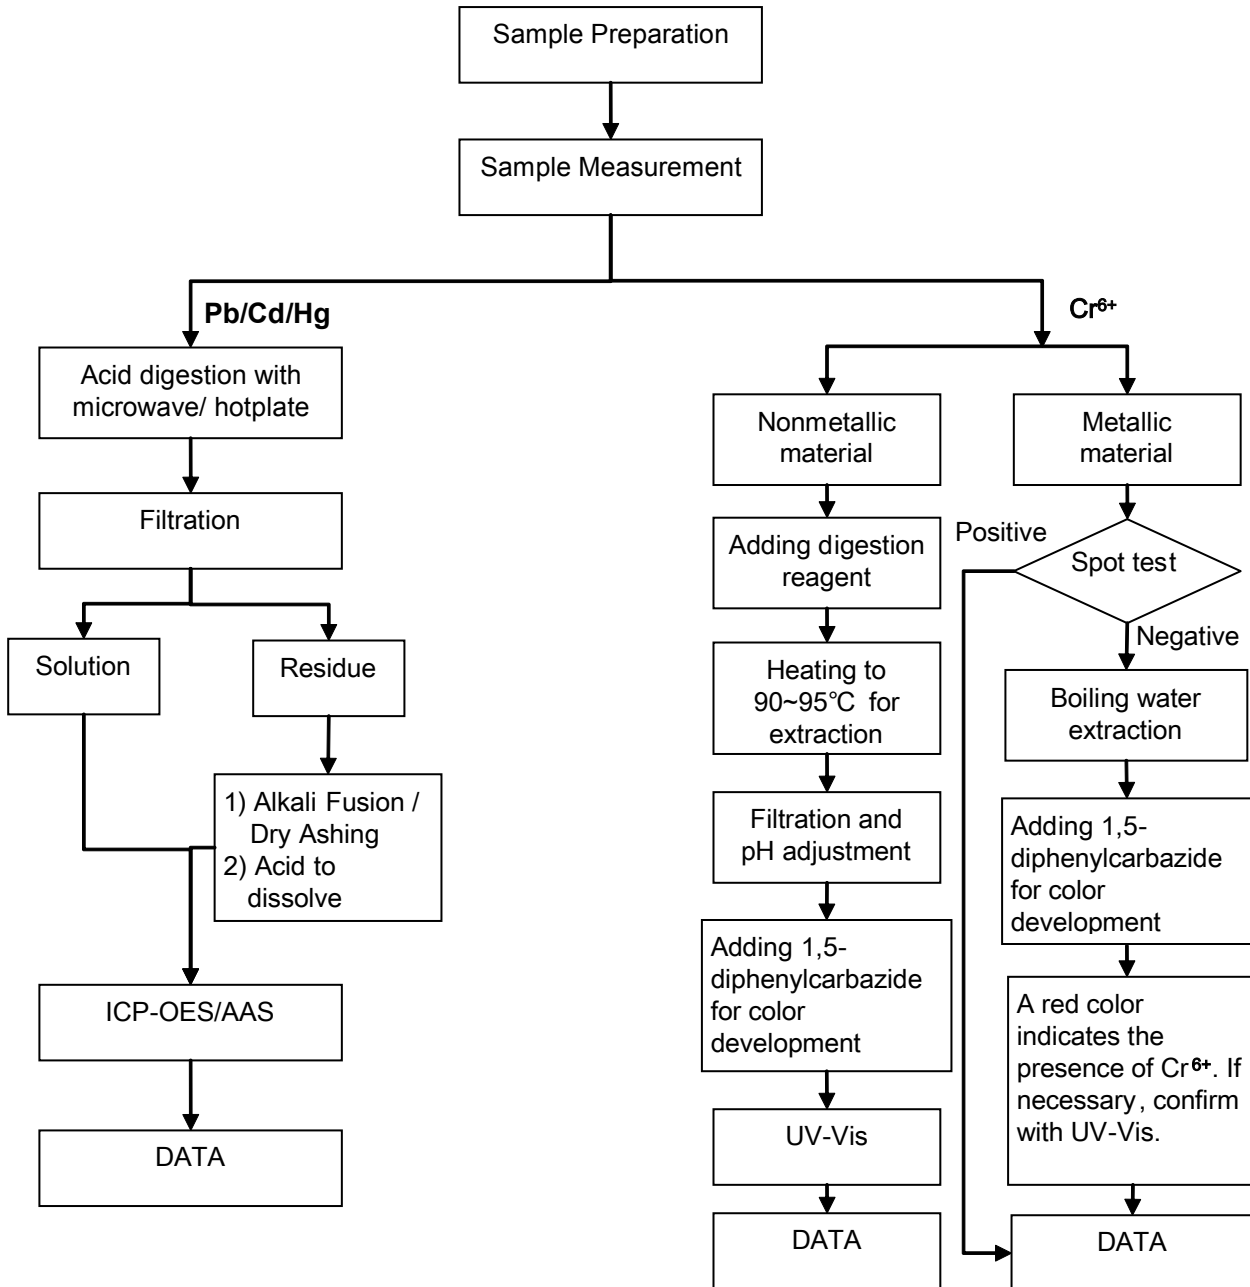 Sample Preparation
Sample Measurement
Pb/Cd/Hg
Acid digestion with
microwave/ hotplate
Filtration
Solution
Residue
1) Alkali Fusion /
Dry Ashing
2) Acid to
dissolve
ICP-OES/AAS
DATA
Cr⁶⁺
Nonmetallic
material
Adding digestion
reagent
Heating to
90~95℃ for
extraction
Filtration and
pH adjustment
Adding 1,5-
diphenylcarbazide
for color
development
UV-Vis
DATA
Metallic
material
Spot test
Positive
Negative
Boiling water
extraction
Adding 1,5-
diphenylcarbazide
for color
development
A red color
indicates the
presence of Cr⁶⁺. If
necessary, confirm
with UV-Vis.
DATA